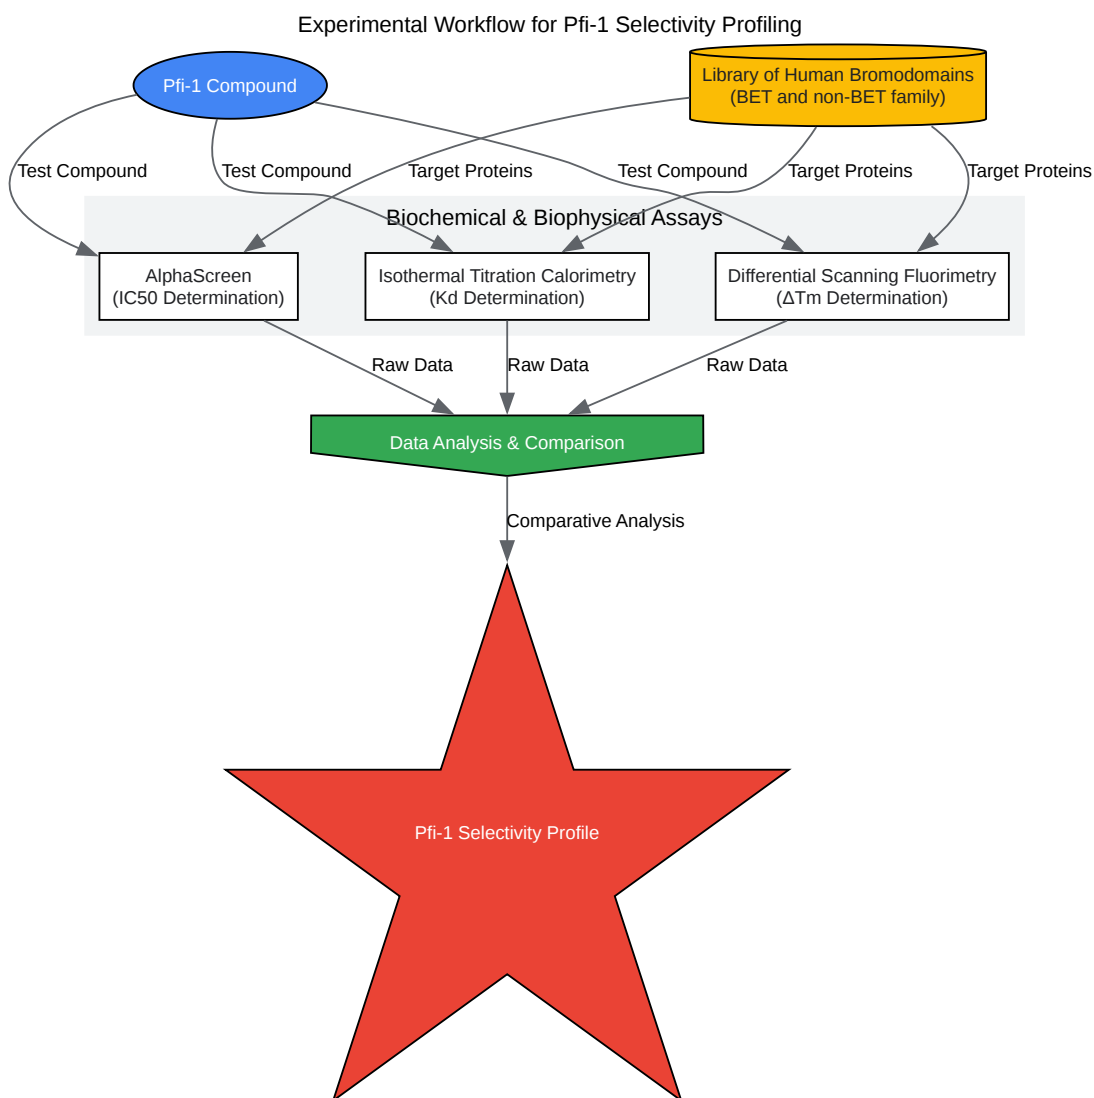 Experimental Workflow for Pfi-1 Selectivity Profiling
Pfi-1 Compound
Library of Human Bromodomains
(BET and non-BET family)
Test Compound
Test Compound
Target Proteins
Test Compound
Target Proteins
Target Proteins
Biochemical & Biophysical Assays
AlphaScreen
(IC50 Determination)
Isothermal Titration Calorimetry
(Kd Determination)
Differential Scanning Fluorimetry
(ΔTm Determination)
Raw Data
Raw Data
Raw Data
Data Analysis & Comparison
Comparative Analysis
Pfi-1 Selectivity Profile